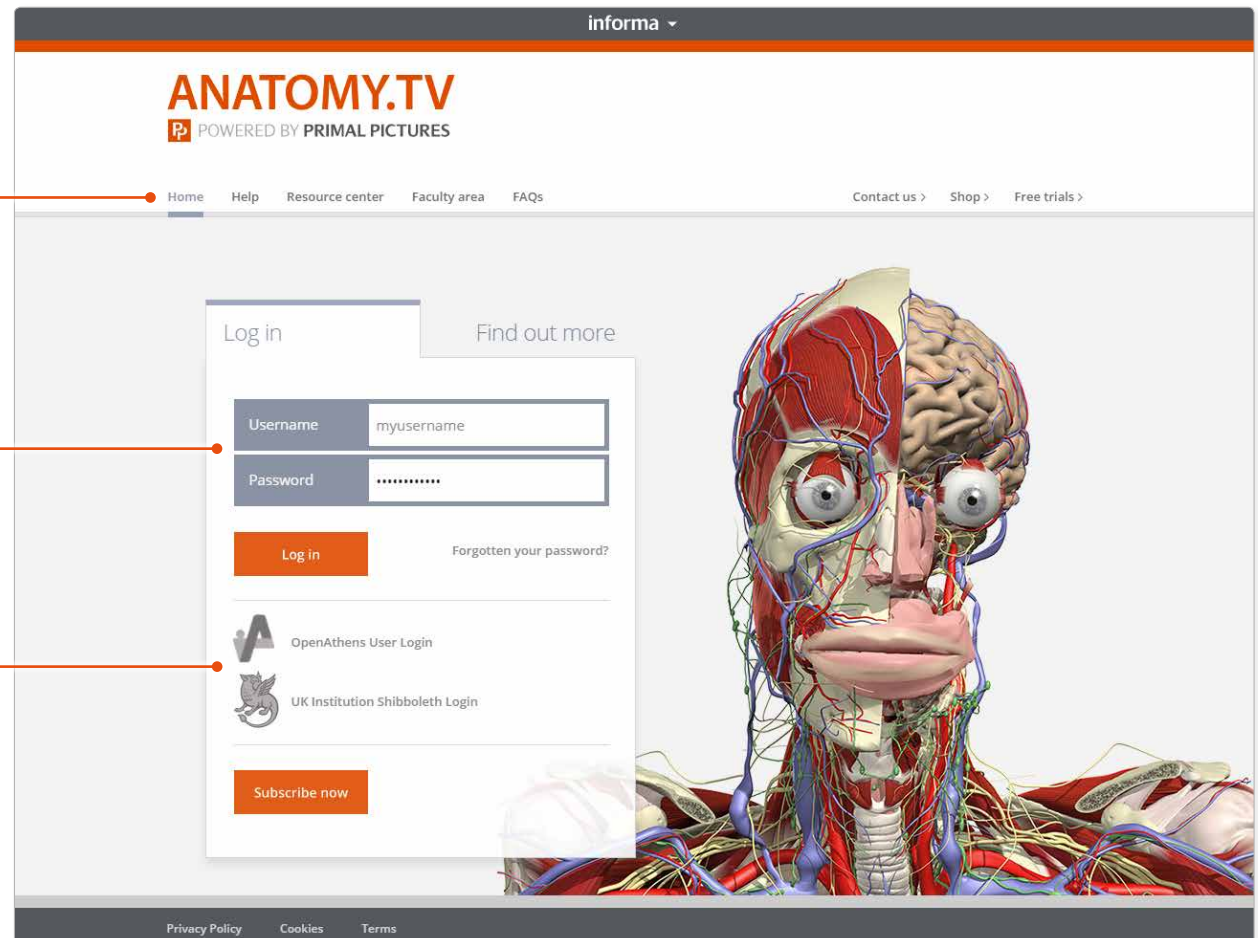 informa
ANATOMY.TV
POWERED BY PRIMAL PICTURES
Home Help Resource center Faculty area FAQs Contact us > Shop > Free trials >
Log in Find out more
Username myusername
Password ••••••••••••
Log in Forgotten your password?
OpenAthens User Login
UK Institution Shibboleth Login
Subscribe now
Privacy Policy Cookies Terms